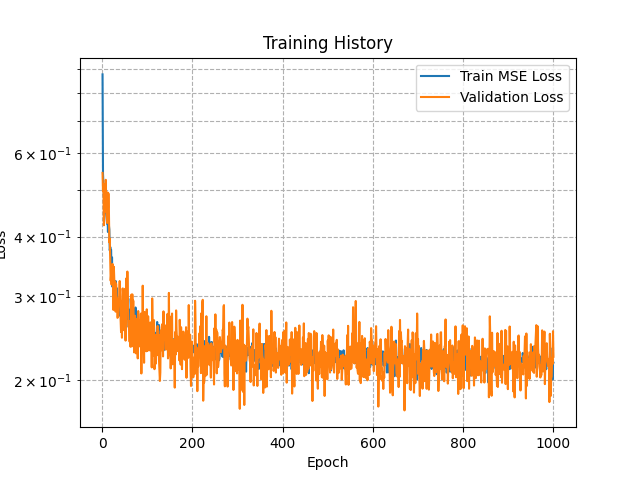 Training History
Train MSE Loss
Validation Loss
6 × 10⁻¹
4 × 10⁻¹
3 × 10⁻¹
2 × 10⁻¹
Loss
0 200 400 600 800 1000
Epoch